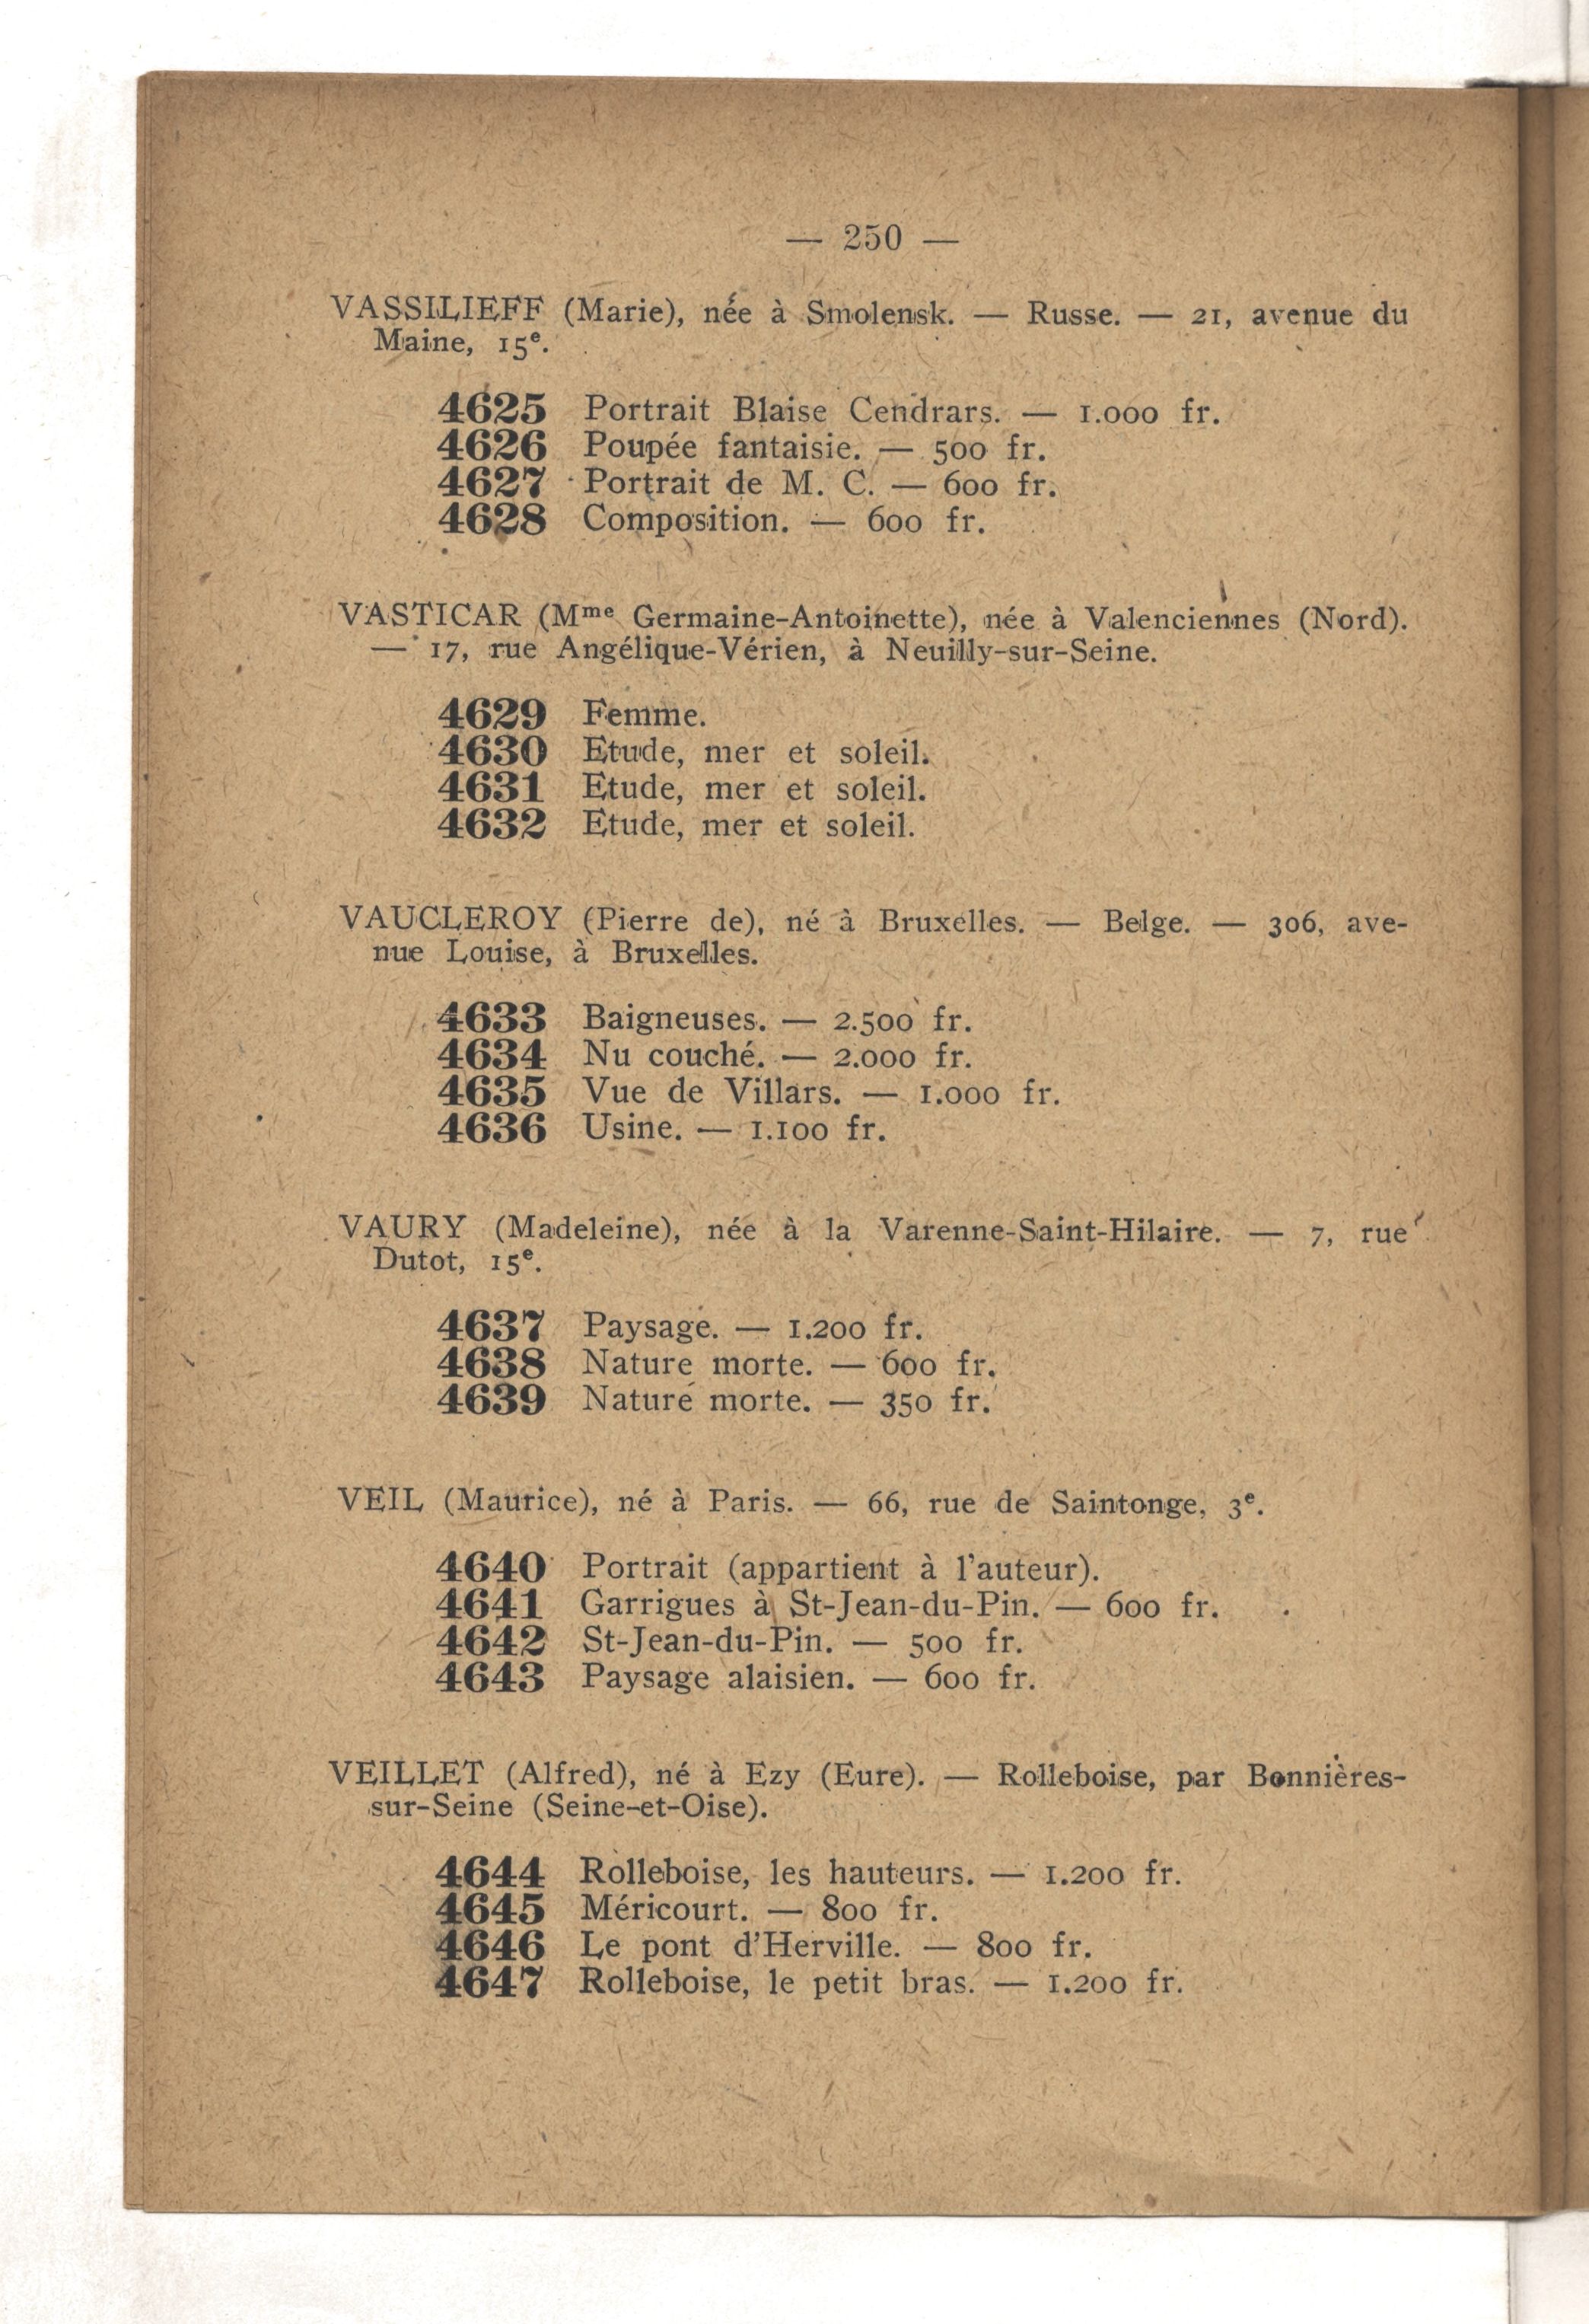 — 250 —
VASSILIEFF (Marie), née à Smolensk. — Russe. — 21, avenue du
Maine, 15e.
4625 Portrait Blaise Cendrars. — 1.000 fr.
4626 Poupée fantaisie. — 500 fr.
4627 Portrait de M. C. — 600 fr.
4628 Composition. — 600 fr.
VASTICAR (Mme Germaine-Antoinette), née à Valenciennes (Nord).
— 17, rue Angélique-Vérien, à Neuilly-sur-Seine.
4629 Femme.
4630 Etude, mer et soleil.
4631 Etude, mer et soleil.
4632 Etude, mer et soleil.
VAUCLEROY (Pierre de), né à Bruxelles. — Belge. — 306, ave-
nue Louise, à Bruxelles.
4633 Baigneuses. — 2.500 fr.
4634 Nu couché. — 2.000 fr.
4635 Vue de Villars. — 1.000 fr.
4636 Usine. — 1.100 fr.
VAURY (Madeleine), née à la Varenne-Saint-Hilaire. — 7, rue
Dutot, 15e.
4637 Paysage. — 1.200 fr.
4638 Nature morte. — 600 fr.
4639 Nature morte. — 350 fr.
VEIL (Maurice), né à Paris. — 66, rue de Saintonge, 3e.
4640 Portrait (appartient à l'auteur).
4641 Garrigues à St-Jean-du-Pin. — 600 fr.
4642 St-Jean-du-Pin. — 500 fr.
4643 Paysage alaisien. — 600 fr.
VEILLET (Alfred), né à Ezy (Eure). — Rolleboise, par Bonnières-
sur-Seine (Seine-et-Oise).
4644 Rolleboise, les hauteurs. — 1.200 fr.
4645 Méricourt. — 800 fr.
4646 Le pont d'Herville. — 800 fr.
4647 Rolleboise, le petit bras. — 1.200 fr.